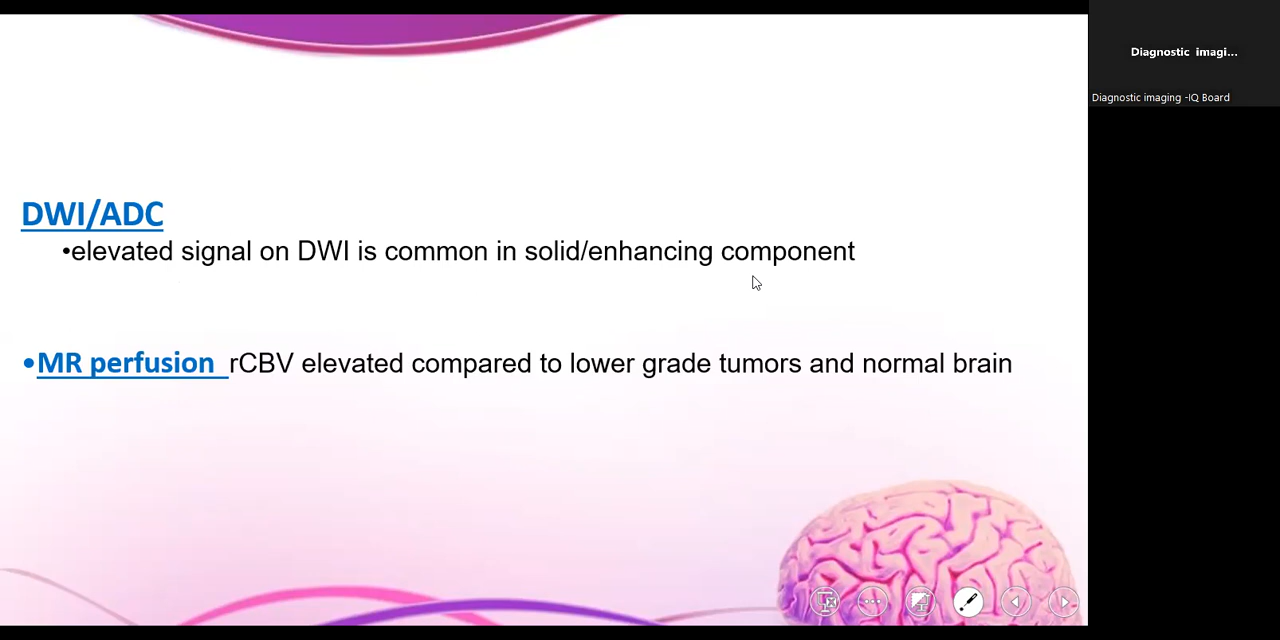 Diagnostic imagi...
Diagnostic imaging -IQ Board
DWI/ADC
•elevated signal on DWI is common in solid/enhancing component
•MR perfusion rCBV elevated compared to lower grade tumors and normal brain